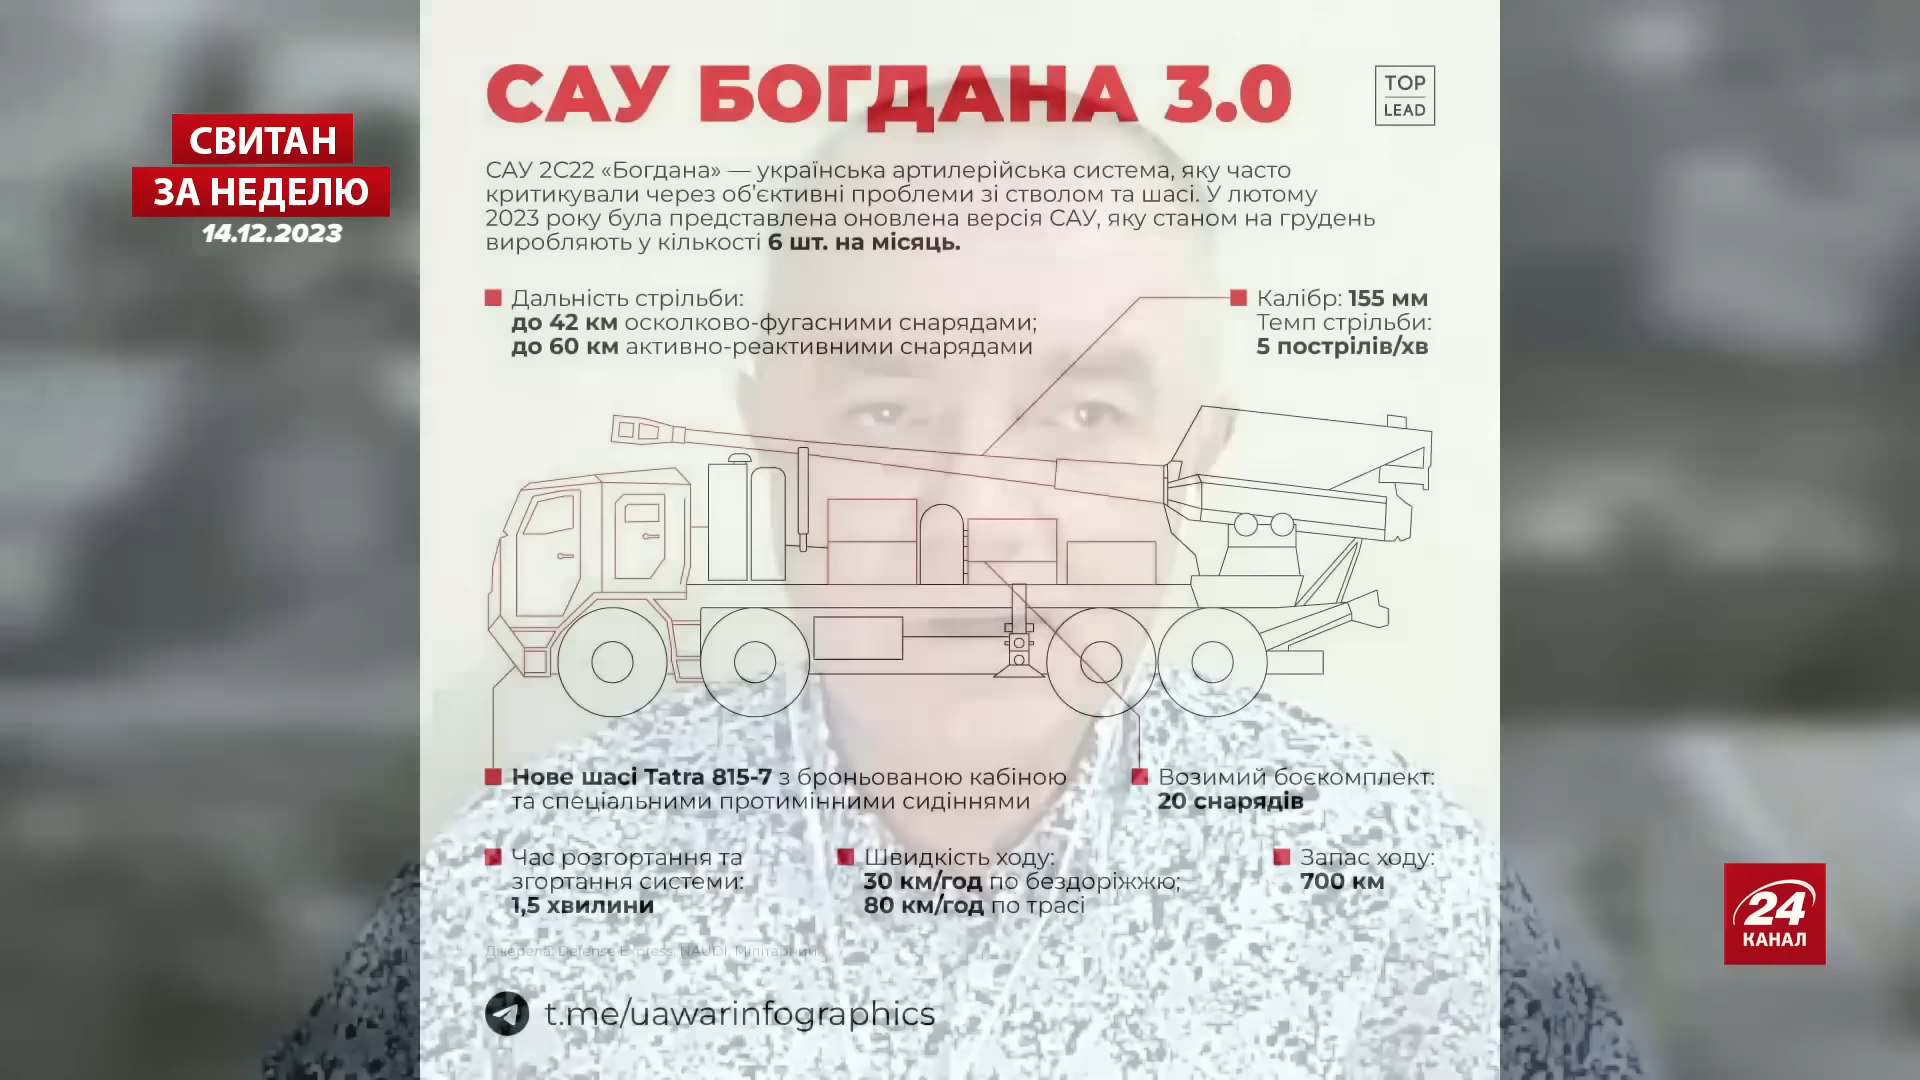 СВИТАН
ЗА НЕДЕЛЮ
14.12.2023
САУ БОГДАНА 3.0
TOP
LEAD
САУ 2С22 «Богдана» — українська артилерійська система, яку часто
критикували через об'єктивні проблеми зі стволом та шасі. У лютому
2023 року була представлена оновлена версія САУ, яку станом на грудень
виробляють у кількості 6 шт. на місяць.
Дальність стрільби:
до 42 км осколково-фугасними снарядами;
до 60 км активно-реактивними снарядами
Калібр: 155 мм
Темп стрільби:
5 пострілів/хв
Нове шасі Tatra 815-7 з броньованою кабіною
та спеціальними протимінними сидіннями
Возимий боєкомплект:
20 снарядів
Час розгортання та
згортання системи:
1,5 хвилини
Швидкість ходу:
30 км/год по бездоріжжю;
80 км/год по трасі
Запас ходу:
700 км
Джерела: Defense Express, NAUDI, Мілітарний
t.me/uawarinfographics
24
КАНАЛ